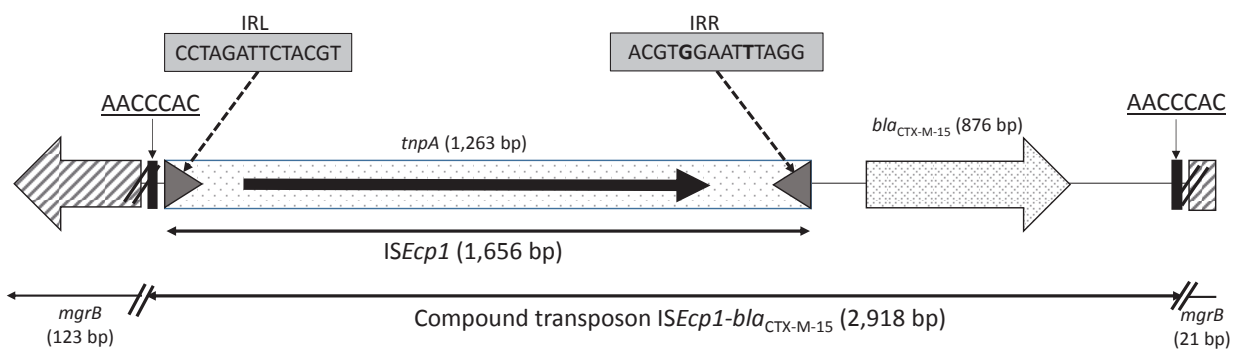 IRL
CCTAGATTCTACGT
IRR
ACGTGGAATTTAGG
AACCCAC
AACCCAC
tnpA (1,263 bp)
blaCTX-M-15 (876 bp)
ISEcp1 (1,656 bp)
mgrB
(123 bp)
Compound transposon ISEcp1-blaCTX-M-15 (2,918 bp)
mgrB
(21 bp)